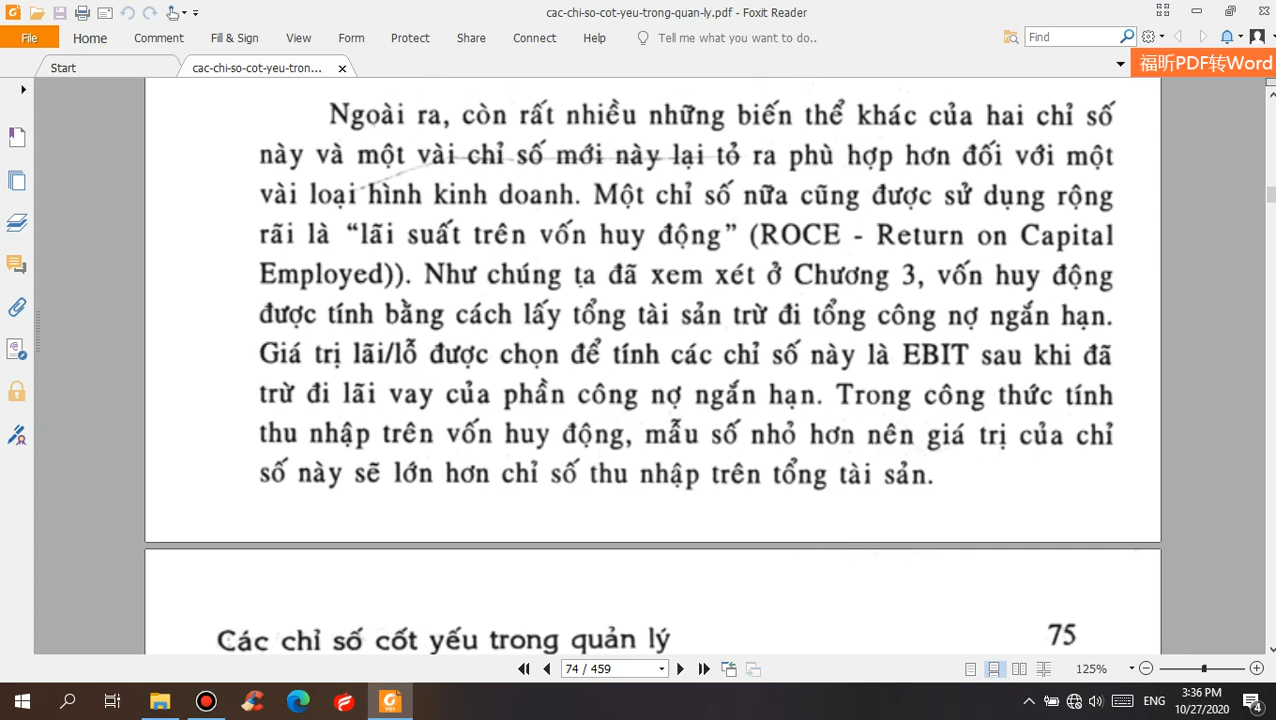 cac-chi-so-cot-yeu-trong-quan-ly.pdf - Foxit Reader
File Home Comment Fill & Sign View Form Protect Share Connect Help Tell me what you want to do.. Find
Start cac-chi-so-cot-yeu-tron... 福昕PDF转Word
Ngoài ra, còn rất nhiều những biến thể khác của hai chỉ số
này và một vài chỉ số mới này lại tỏ ra phù hợp hơn đối với một
vài loại hình kinh doanh. Một chỉ số nữa cũng được sử dụng rộng
rãi là “lãi suất trên vốn huy động” (ROCE - Return on Capital
Employed)). Như chúng ta đã xem xét ở Chương 3, vốn huy động
được tính bằng cách lấy tổng tài sản trừ đi tổng công nợ ngắn hạn.
Giá trị lãi/lỗ được chọn để tính các chỉ số này là EBIT sau khi đã
trừ đi lãi vay của phần công nợ ngắn hạn. Trong công thức tính
thu nhập trên vốn huy động, mẫu số nhỏ hơn nên giá trị của chỉ
số này sẽ lớn hơn chỉ số thu nhập trên tổng tài sản.
Các chỉ số cốt yếu trong quản lý 75
74 / 459 125%
ENG 3:36 PM
10/27/2020 4